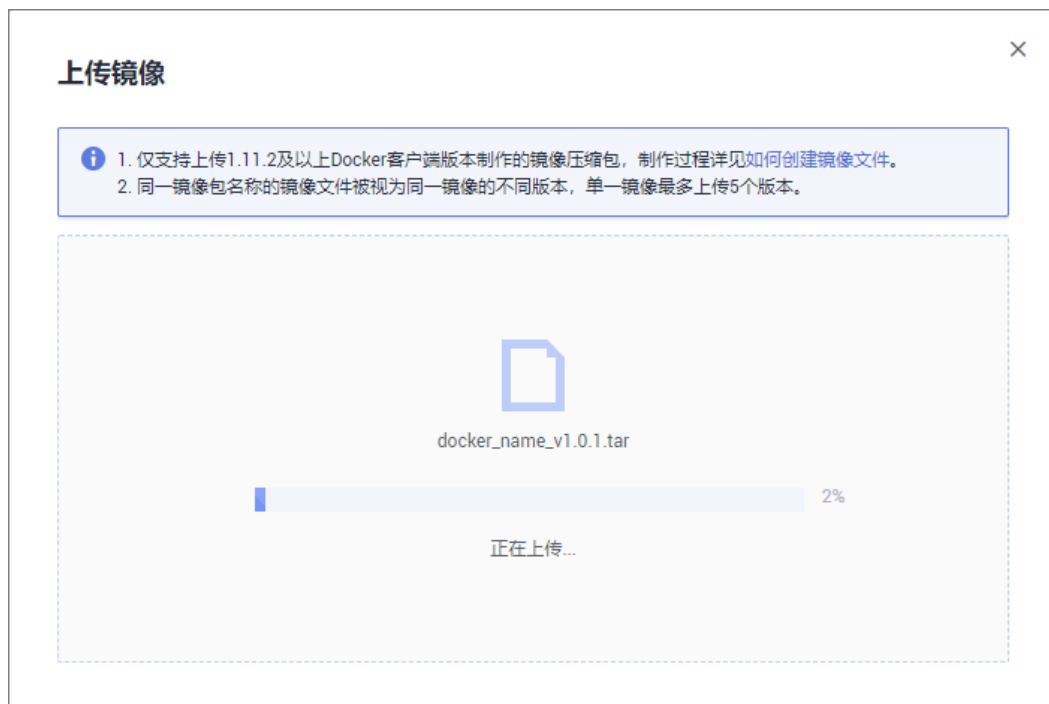 上传镜像
1. 仅支持上传1.11.2及以上Docker客户端版本制作的镜像压缩包，制作过程详见如何创建镜像文件。
2. 同一镜像包名称的镜像文件被视为同一镜像的不同版本，单一镜像最多上传5个版本。
docker_name_v1.0.1.tar
2%
正在上传...